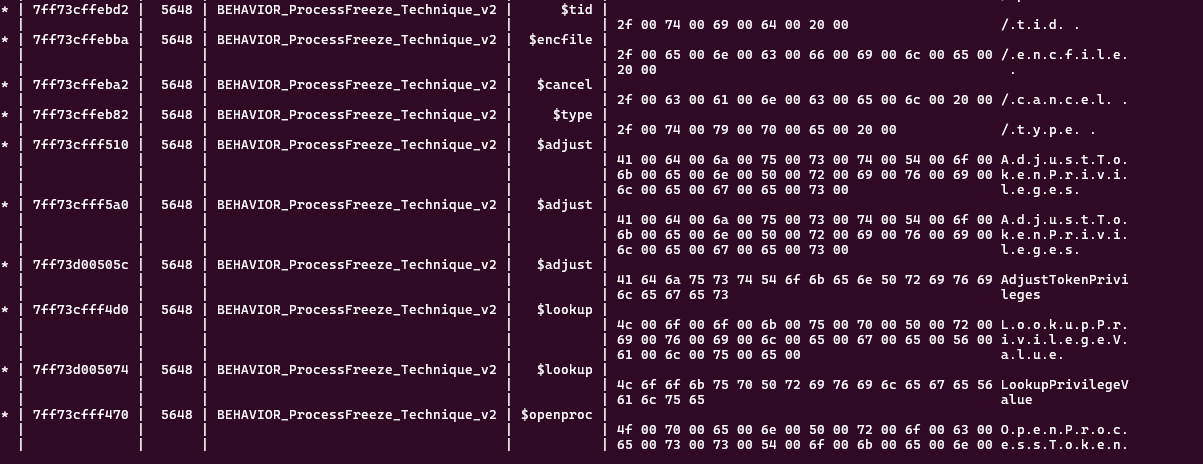 * | 7ff73cffebd2 | 5648 | BEHAVIOR_ProcessFreeze_Technique_v2 | $tid |
2f 00 74 00 69 00 64 00 20 00 /.t.i.d. .
* | 7ff73cffebba | 5648 | BEHAVIOR_ProcessFreeze_Technique_v2 | $encfile |
2f 00 65 00 6e 00 63 00 66 00 69 00 6c 00 65 00 /.e.n.c.f.i.l.e.
20 00 .
* | 7ff73cffeba2 | 5648 | BEHAVIOR_ProcessFreeze_Technique_v2 | $cancel |
2f 00 63 00 61 00 6e 00 63 00 65 00 6c 00 20 00 /.c.a.n.c.e.l. .
* | 7ff73cffeb82 | 5648 | BEHAVIOR_ProcessFreeze_Technique_v2 | $type |
2f 00 74 00 79 00 70 00 65 00 20 00 /.t.y.p.e. .
* | 7ff73cfff510 | 5648 | BEHAVIOR_ProcessFreeze_Technique_v2 | $adjust |
41 00 64 00 6a 00 75 00 73 00 74 00 54 00 6f 00 A.d.j.u.s.t.T.o.
6b 00 65 00 6e 00 50 00 72 00 69 00 76 00 69 00 k.e.n.P.r.i.v.i.
6c 00 65 00 67 00 65 00 73 00 l.e.g.e.s.
* | 7ff73cfff5a0 | 5648 | BEHAVIOR_ProcessFreeze_Technique_v2 | $adjust |
41 00 64 00 6a 00 75 00 73 00 74 00 54 00 6f 00 A.d.j.u.s.t.T.o.
6b 00 65 00 6e 00 50 00 72 00 69 00 76 00 69 00 k.e.n.P.r.i.v.i.
6c 00 65 00 67 00 65 00 73 00 l.e.g.e.s.
* | 7ff73d00505c | 5648 | BEHAVIOR_ProcessFreeze_Technique_v2 | $adjust |
41 64 6a 75 73 74 54 6f 6b 65 6e 50 72 69 76 69 AdjustTokenPrivi
6c 65 67 65 73 leges
* | 7ff73cfff4d0 | 5648 | BEHAVIOR_ProcessFreeze_Technique_v2 | $lookup |
4c 00 6f 00 6f 00 6b 00 75 00 70 00 50 00 72 00 L.o.o.k.u.p.P.r.
69 00 76 00 69 00 6c 00 65 00 67 00 65 00 56 00 i.v.i.l.e.g.e.V.
61 00 6c 00 75 00 65 00 a.l.u.e.
* | 7ff73d005074 | 5648 | BEHAVIOR_ProcessFreeze_Technique_v2 | $lookup |
4c 6f 6f 6b 75 70 50 72 69 76 69 6c 65 67 65 56 LookupPrivilegeV
61 6c 75 65 alue
* | 7ff73cfff470 | 5648 | BEHAVIOR_ProcessFreeze_Technique_v2 | $openproc |
4f 00 70 00 65 00 6e 00 50 00 72 00 6f 00 63 00 O.p.e.n.P.r.o.c.
65 00 73 00 73 00 54 00 6f 00 6b 00 65 00 6e 00 e.s.s.T.o.k.e.n.